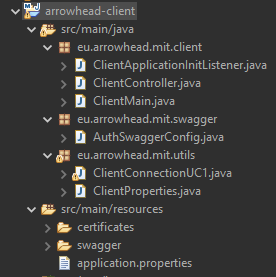 arrowhead-client
src/main/java
eu.arrowhead.mit.client
ClientApplicationInitListener.java
ClientController.java
ClientMain.java
eu.arrowhead.mit.swagger
AuthSwaggerConfig.java
eu.arrowhead.mit.utils
ClientConnectionUC1.java
ClientProperties.java
src/main/resources
certificates
swagger
application.properties